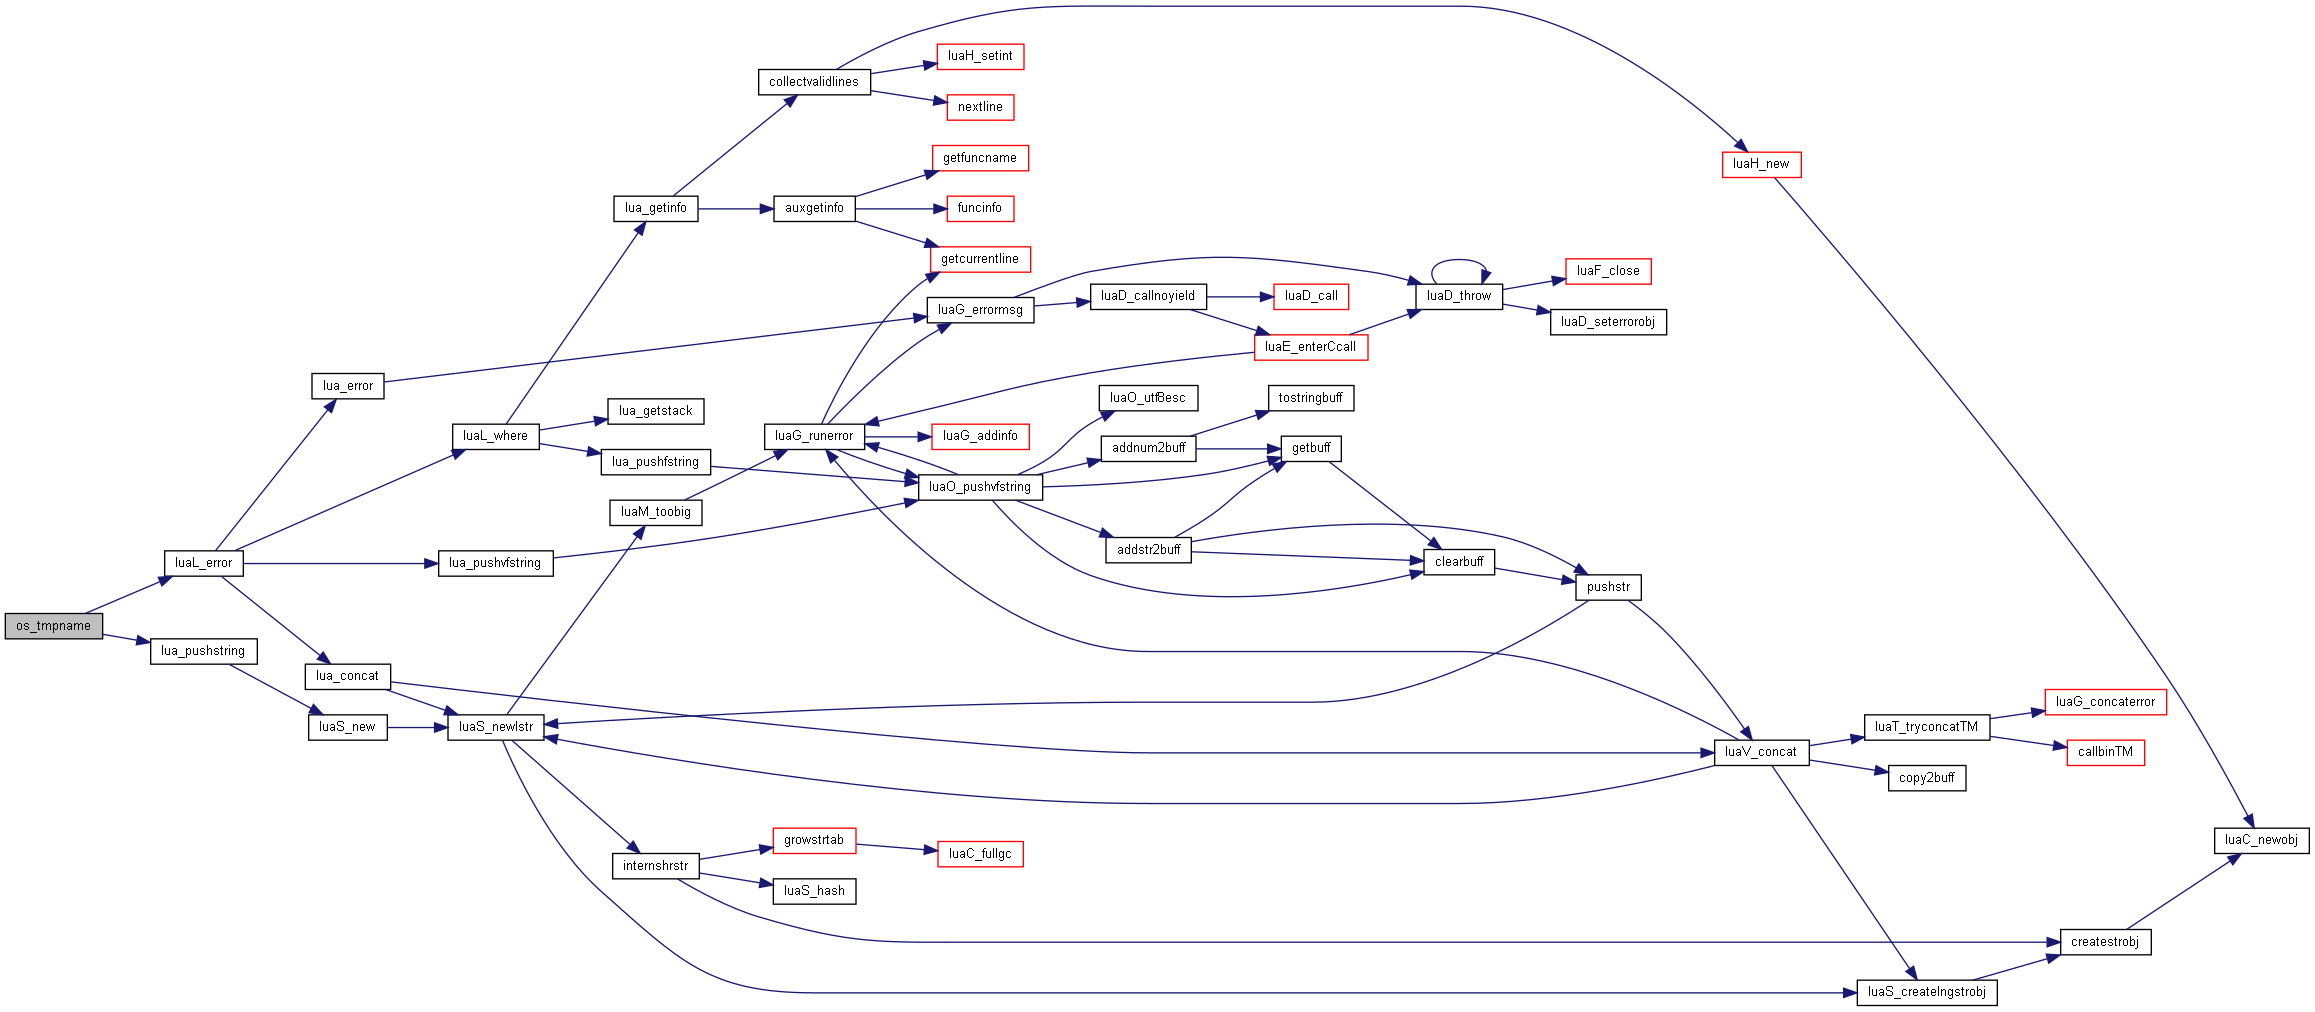 luaH_setint
collectvalidlines
nextline
getfuncname
luaH_new
lua_getinfo
auxgetinfo
funcinfo
getcurrentline
luaF_close
luaD_callnoyield
luaD_call
luaD_throw
luaG_errormsg
luaD_seterrorobj
luaE_enterCcall
lua_error
luaO_utf8esc
tostringbuff
lua_getstack
luaL_where
luaG_runerror
luaG_addinfo
addnum2buff
getbuff
lua_pushfstring
luaO_pushvfstring
luaM_toobig
addstr2buff
luaL_error
lua_pushvfstring
clearbuff
pushstr
os_tmpname
lua_pushstring
lua_concat
luaG_concaterror
luaS_new
luaS_newlstr
luaT_tryconcatTM
luaV_concat
callbinTM
copy2buff
growstrtab
luaC_newobj
luaC_fullgc
internshrstr
luaS_hash
createstrobj
luaS_createlngstrobj